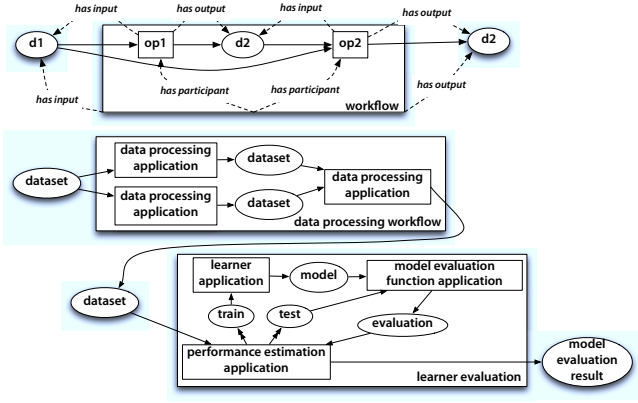 has input
has output
has input
has output
d1
op1
d2
op2
d2
has input
has participant
has participant
has output
workflow
data processing
application
dataset
dataset
data processing
application
data processing
application
dataset
data processing workflow
learner
application
model
model evaluation
function application
dataset
train
test
evaluation
performance estimation
application
model
evaluation
result
learner evaluation